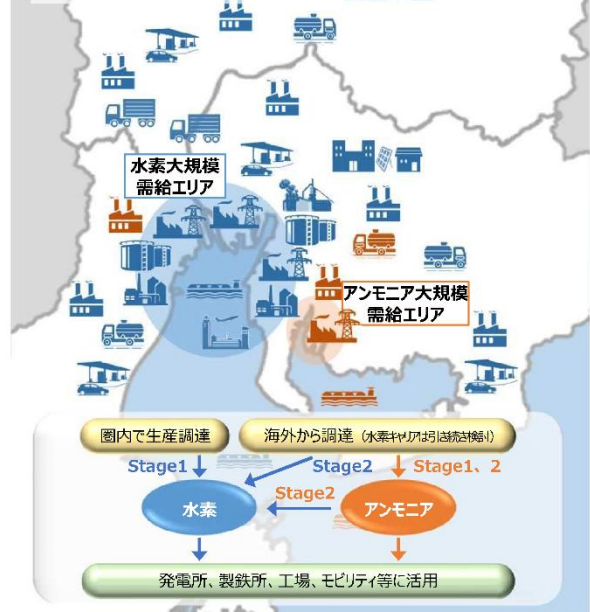 水素大規模
需給エリア
アンモニア大規模
需給エリア
圏内で生産調達
海外から調達（水素キャリアは引き続き検討）
Stage1
Stage2
Stage1、2
Stage2
水素
アンモニア
発電所、製鉄所、工場、モビリティ等に活用